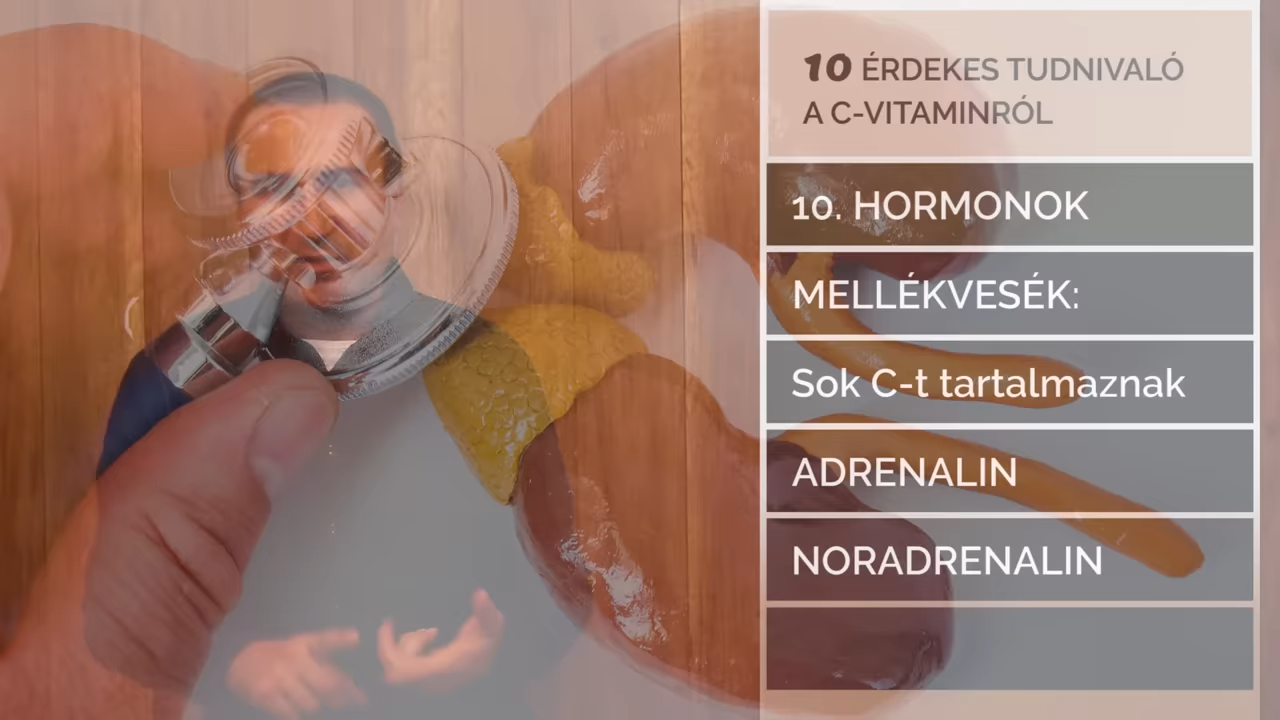 10 ÉRDEKES TUDNIVALÓ
A C-VITAMINRÓL
10. HORMONOK
MELLÉKVESÉK:
Sok C-t tartalmaznak
ADRENALIN
NORADRENALIN